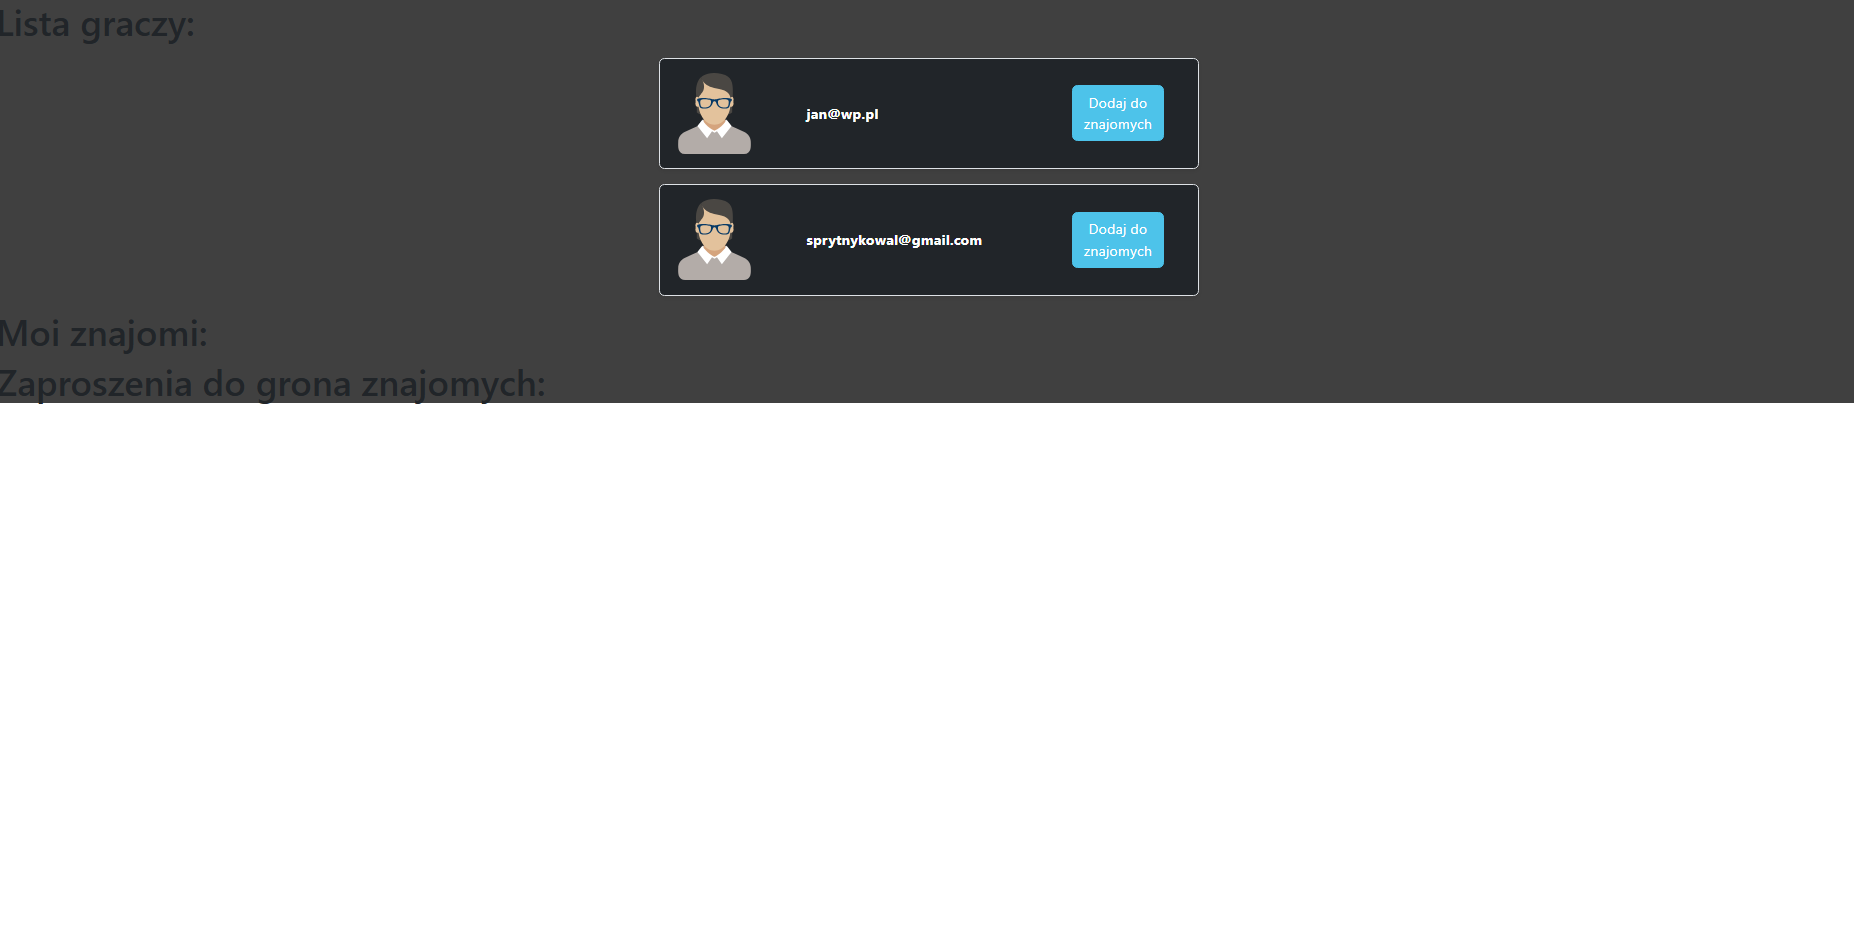 Lista graczy:
jan@wp.pl
Dodaj do
znajomych
sprytnykowal@gmail.com
Dodaj do
znajomych
Moi znajomi:
Zaproszenia do grona znajomych: